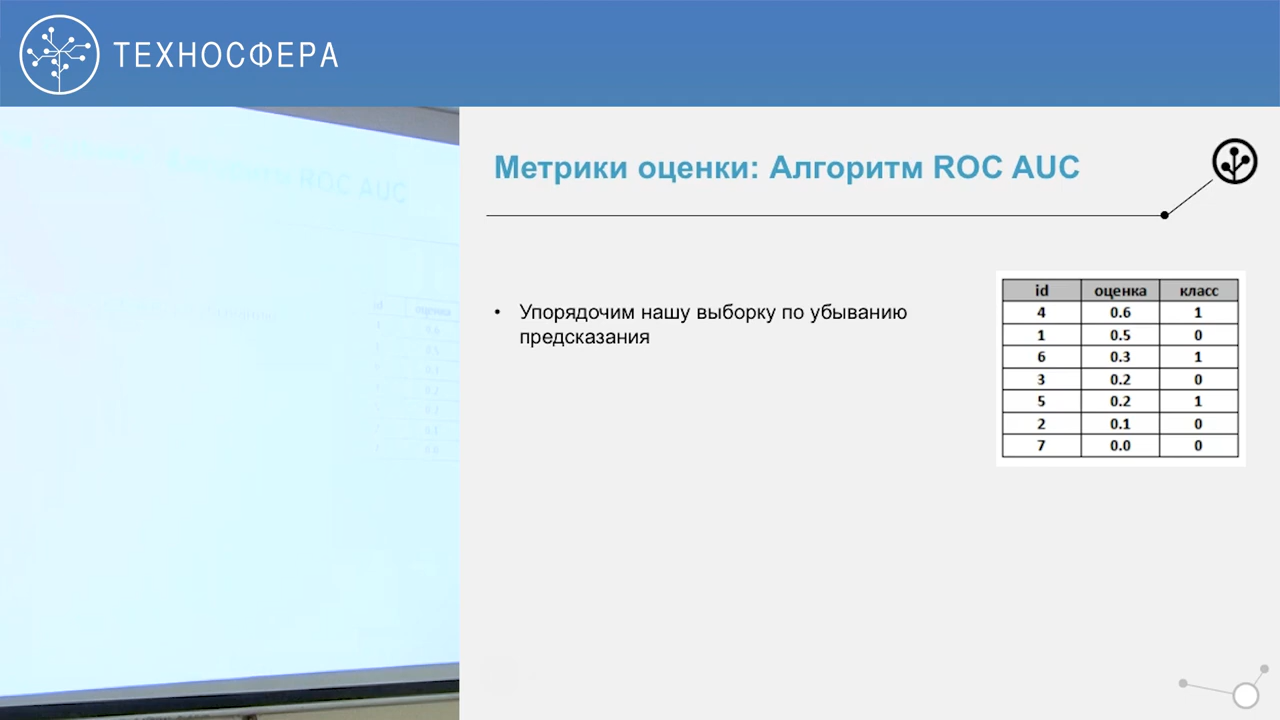 ТЕХНОСФЕРА
Метрики оценки: Алгоритм ROC AUC
• Упорядочим нашу выборку по убыванию
предсказания
id оценка класс
4 0.6 1
1 0.5 0
6 0.3 1
3 0.2 0
5 0.2 1
2 0.1 0
7 0.0 0
ROC AUC